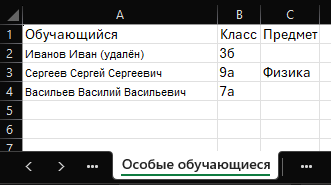 A B C
1 Обучающийся Класс Предмет
2 Иванов Иван (удалён) 3б
3 Сергеев Сергей Сергеевич 9а Физика
4 Васильев Василий Васильевич 7а
5
6
7
Особые обучающиеся